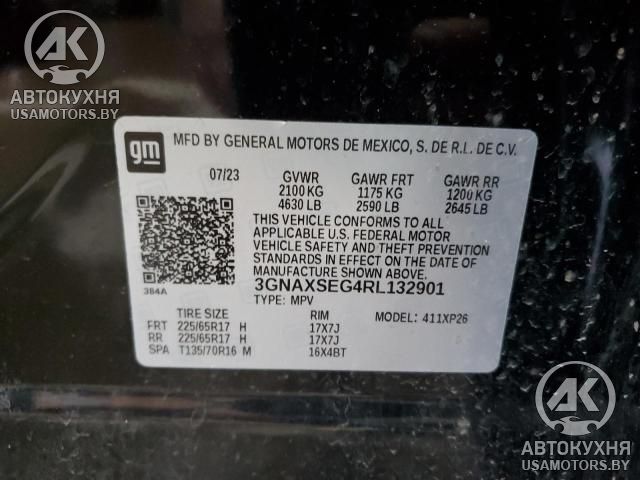 АК
АВТОКУХНЯ
USAMOTORS.BY
gm
MFD BY GENERAL MOTORS DE MEXICO, S. DE R.L. DE C.V.
07/23 GVWR GAWR FRT GAWR RR
2100 KG 1175 KG 1200 KG
4630 LB 2590 LB 2645 LB
THIS VEHICLE CONFORMS TO ALL
APPLICABLE U.S. FEDERAL MOTOR
VEHICLE SAFETY AND THEFT PREVENTION
STANDARDS IN EFFECT ON THE DATE OF
MANUFACTURE SHOWN ABOVE.
384A
3GNAXSEG4RL132901
TYPE: MPV
TIRE SIZE RIM MODEL: 411XP26
FRT 225/65R17 H 17X7J
RR 225/65R17 H 17X7J
SPA T135/70R16 M 16X4BT
АК
АВТОКУХНЯ
USAMOTORS.BY